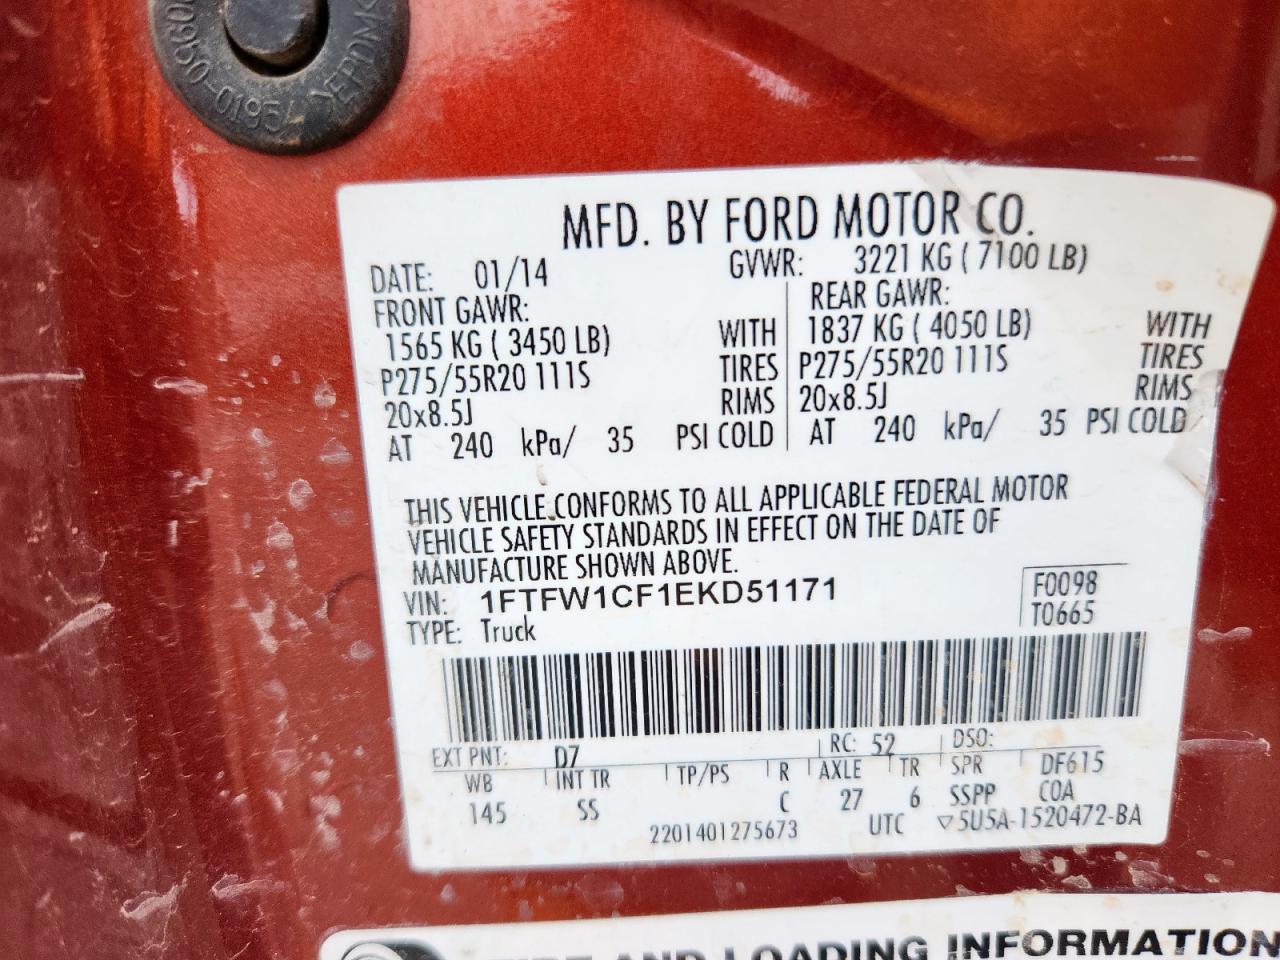 >EPDM<
MFD. BY FORD MOTOR CO.
DATE: 01/14 GVWR: 3221 KG ( 7100 LB)
FRONT GAWR: REAR GAWR:
1565 KG ( 3450 LB) WITH 1837 KG ( 4050 LB) WITH
P275/55R20 111S TIRES P275/55R20 111S TIRES
20x8.5J RIMS 20x8.5J RIMS
AT 240 kPa/ 35 PSI COLD AT 240 kPa/ 35 PSI COLD
THIS VEHICLE CONFORMS TO ALL APPLICABLE FEDERAL MOTOR
VEHICLE SAFETY STANDARDS IN EFFECT ON THE DATE OF
MANUFACTURE SHOWN ABOVE.
VIN: 1FTFW1CF1EKD51171 F0098
TYPE: Truck T0665
EXT PNT: D7 RC: 52 DSO:
WB INT TR TP/PS R AXLE TR SPR DF615
145 SS C 27 6 SSPP COA
2201401275673 UTC ▽5U5A-1520472-BA
TIRE AND LOADING INFORMATION